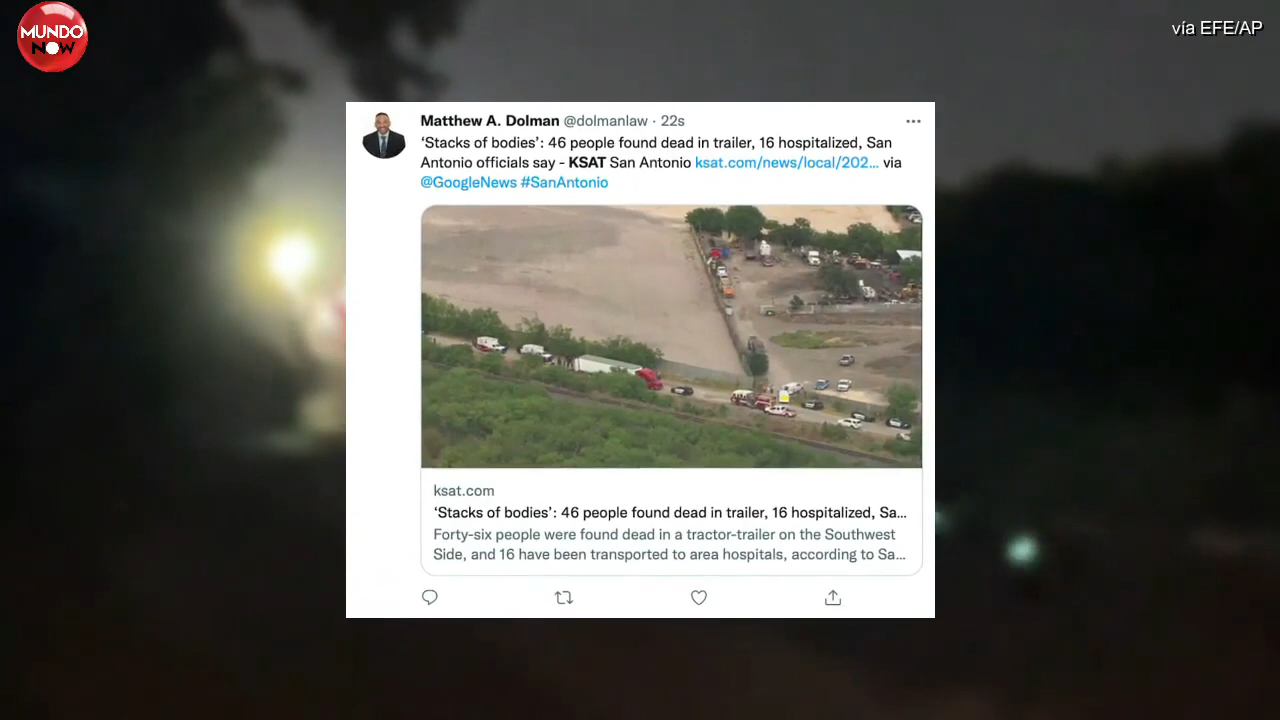 MUNDO
NOW
vía EFE/AP
Matthew A. Dolman @dolmanlaw · 22s
‘Stacks of bodies’: 46 people found dead in trailer, 16 hospitalized, San
Antonio officials say - KSAT San Antonio ksat.com/news/local/202... via
@GoogleNews #SanAntonio
ksat.com
‘Stacks of bodies’: 46 people found dead in trailer, 16 hospitalized, Sa...
Forty-six people were found dead in a tractor-trailer on the Southwest
Side, and 16 have been transported to area hospitals, according to Sa...